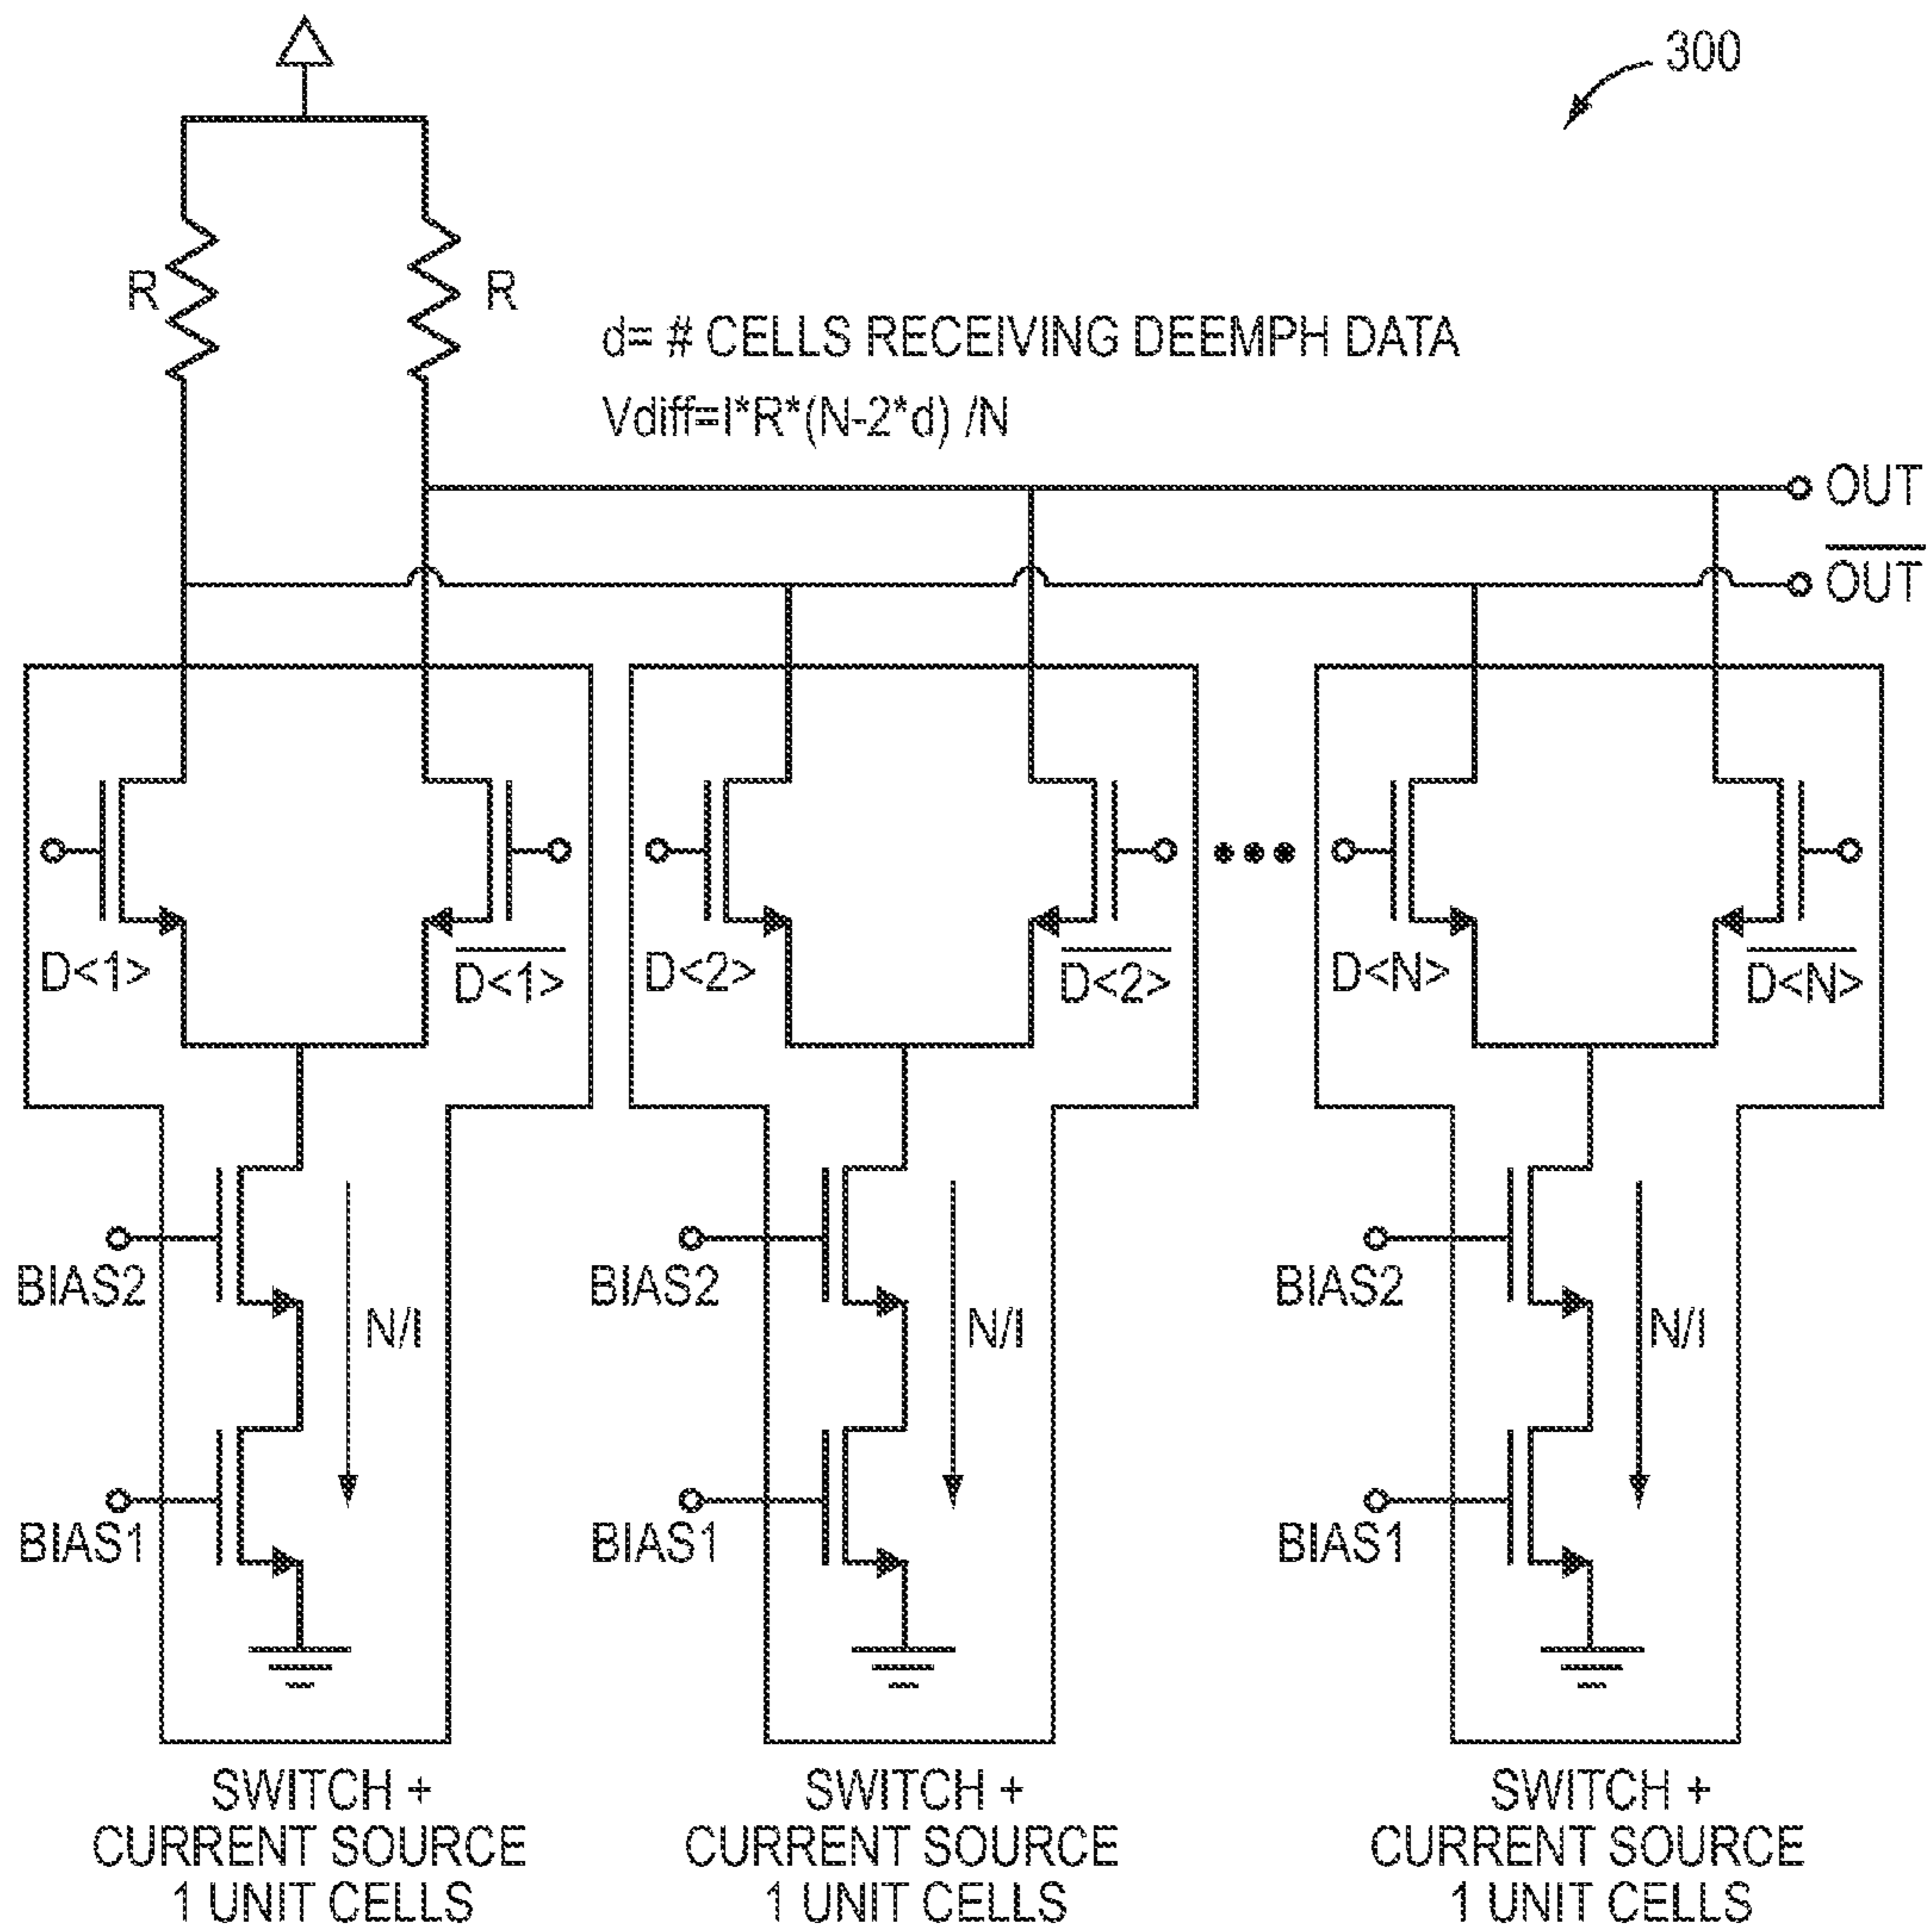 300
R
R
d= # CELLS RECEIVING DEEMPH DATA
Vdiff=I*R*(N-2*d) /N
OUT
O̅U̅T̅
D<1>
D̅<̅1̅>̅
D<2>
D̅<̅2̅>̅
D<N>
D̅<̅N̅>̅
BIAS2
N/I
BIAS2
N/I
BIAS2
N/I
BIAS1
BIAS1
BIAS1
SWITCH +
CURRENT SOURCE
1 UNIT CELLS
SWITCH +
CURRENT SOURCE
1 UNIT CELLS
SWITCH +
CURRENT SOURCE
1 UNIT CELLS